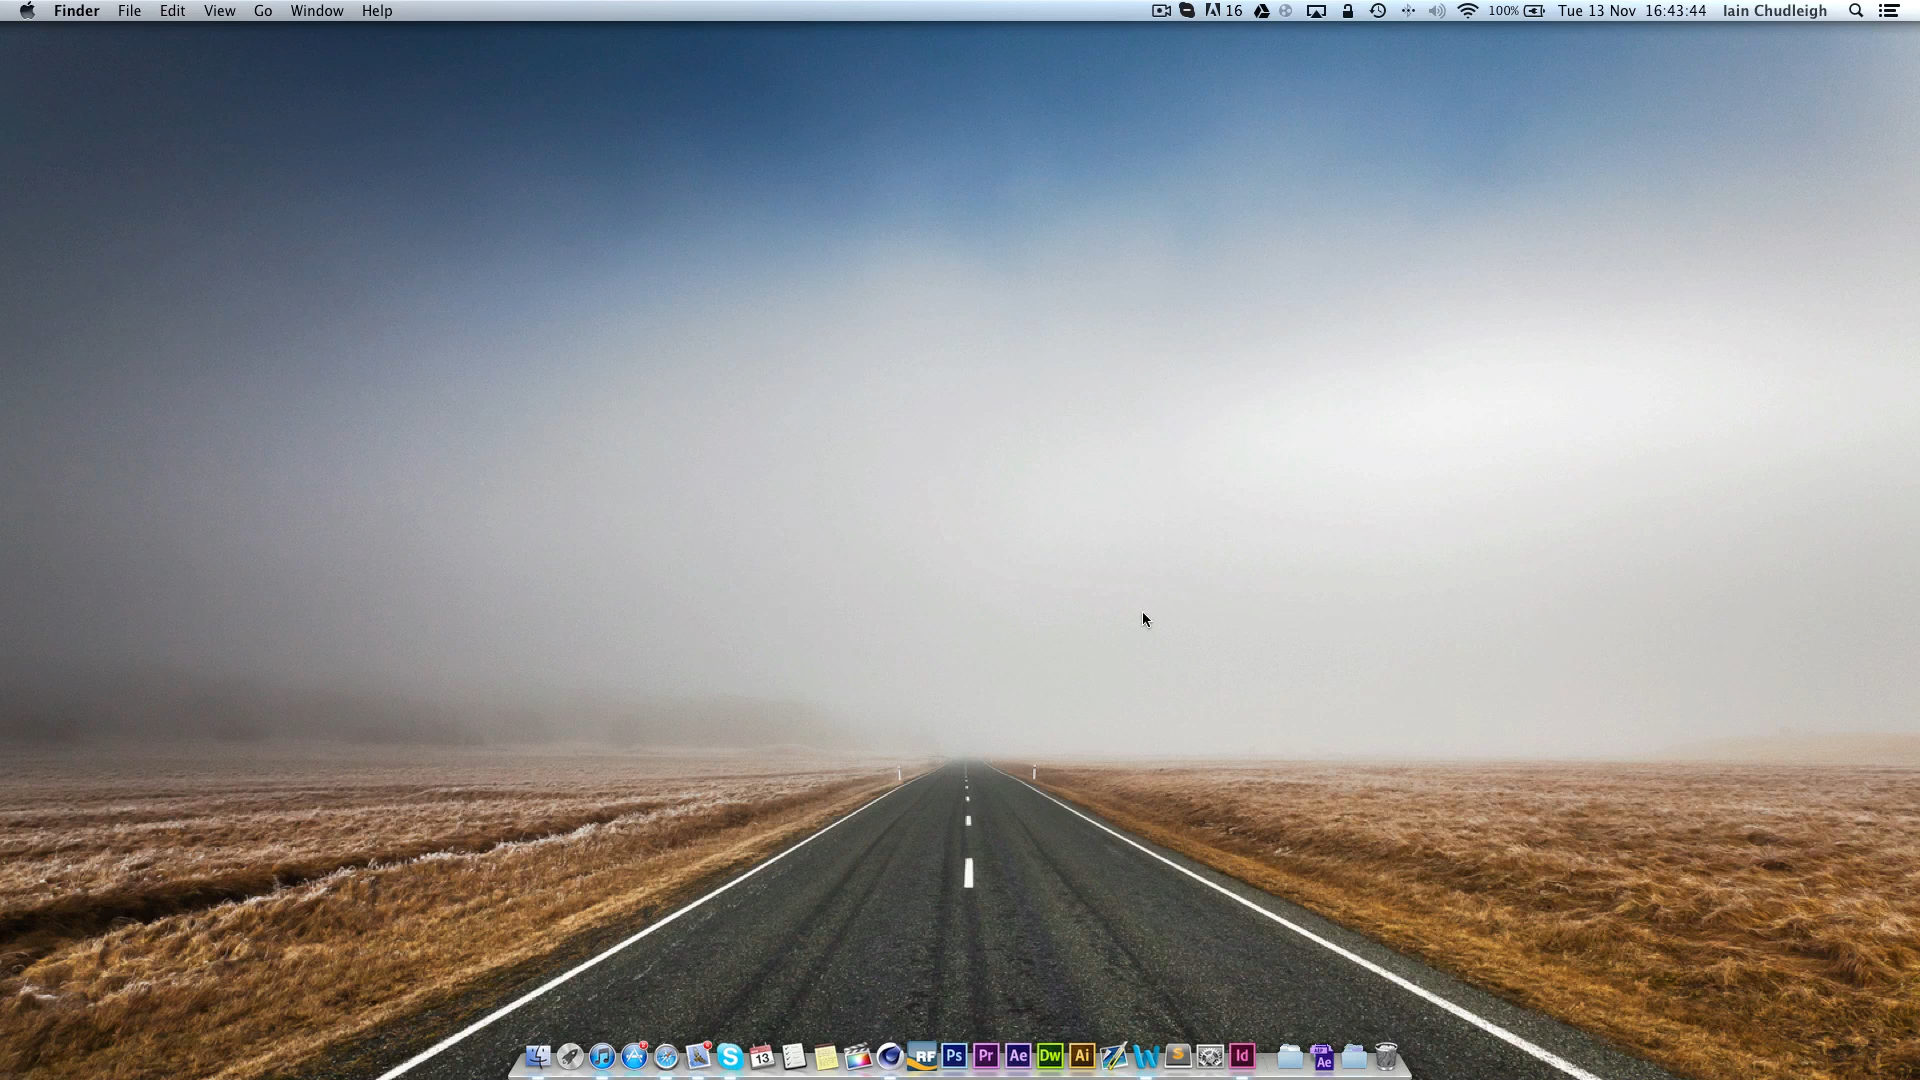 Finder File Edit View Go Window Help 16 100% Tue 13 Nov 16:43:44 Iain Chudleigh
13 RF Ps Pr Ae Dw Ai W S Id Ae